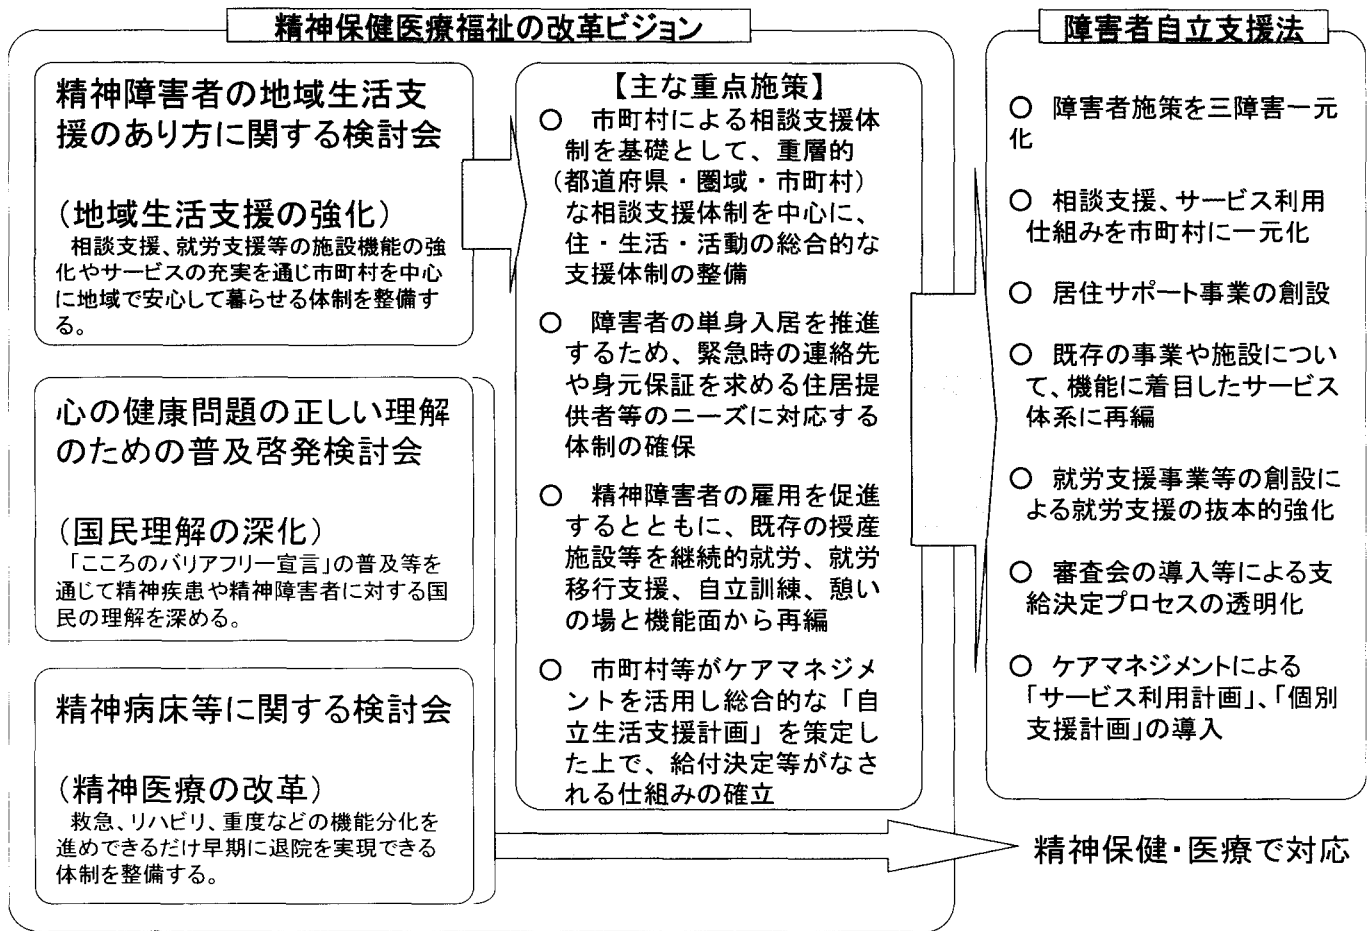 精神保健医療福祉の改革ビジョン
精神障害者の地域生活支
援のあり方に関する検討会
(地域生活支援の強化)
相談支援、就労支援等の施設機能の強
化やサービスの充実を通じ市町村を中心
に地域で安心して暮らせる体制を整備す
る。
心の健康問題の正しい理解
のための普及啓発検討会
(国民理解の深化)
「こころのバリアフリー宣言」の普及等を
通じて精神疾患や精神障害者に対する国
民の理解を深める。
精神病床等に関する検討会
(精神医療の改革)
救急、リハビリ、重度などの機能分化を
進めできるだけ早期に退院を実現できる
体制を整備する。
【主な重点施策】
○ 市町村による相談支援体
制を基礎として、重層的
(都道府県・圏域・市町村)
な相談支援体制を中心に、
住・生活・活動の総合的な
支援体制の整備
○ 障害者の単身入居を推進
するため、緊急時の連絡先
や身元保証を求める住居提
供者等のニーズに対応する
体制の確保
○ 精神障害者の雇用を促進
するとともに、既存の授産
施設等を継続的就労、就労
移行支援、自立訓練、憩い
の場と機能面から再編
○ 市町村等がケアマネジメ
ントを活用し総合的な「自
立生活支援計画」を策定し
た上で、給付決定等がなさ
れる仕組みの確立
障害者自立支援法
○ 障害者施策を三障害一元
化
○ 相談支援、サービス利用
仕組みを市町村に一元化
○ 居住サポート事業の創設
○ 既存の事業や施設につい
て、機能に着目したサービス
体系に再編
○ 就労支援事業等の創設に
よる就労支援の抜本的強化
○ 審査会の導入等による支
給決定プロセスの透明化
○ ケアマネジメントによる
「サービス利用計画」、「個別
支援計画」の導入
精神保健・医療で対応